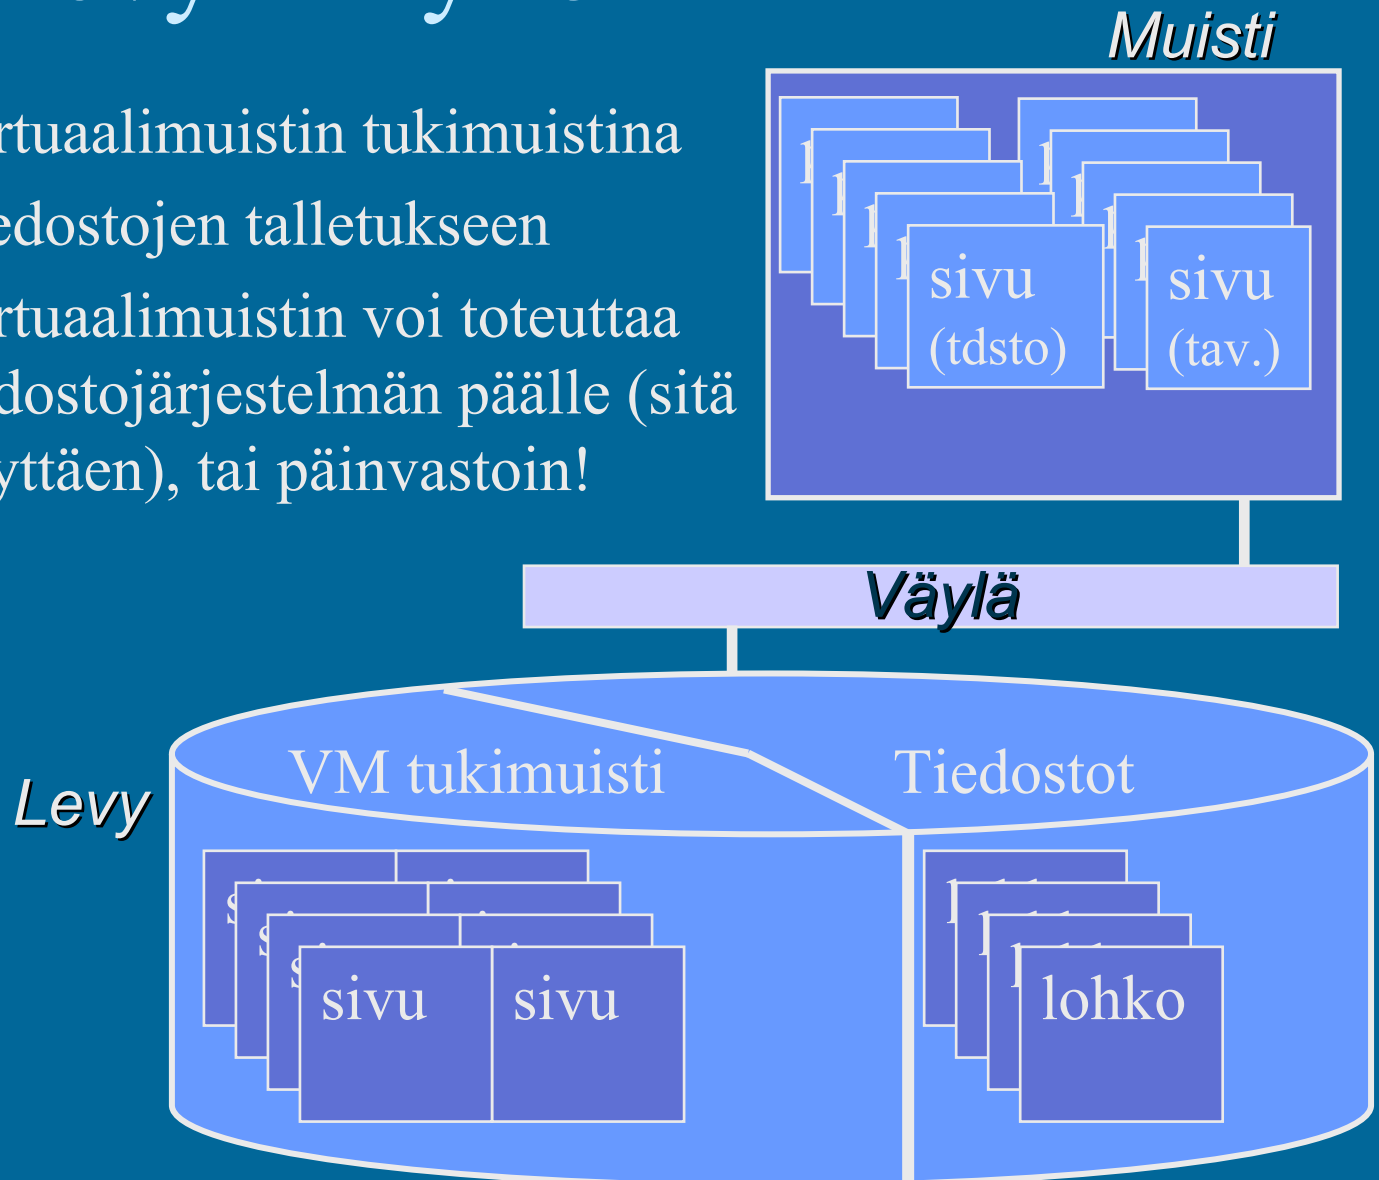 Muisti
rtuaalimuistin tukimuistina
edostojen talletukseen
rtuaalimuistin voi toteuttaa
dostojärjestelmän päälle (sitä
yttäen), tai päinvastoin!
sivu
(tdsto)
sivu
(tav.)
Väylä
Levy
VM tukimuisti
Tiedostot
sivu
sivu
lohko